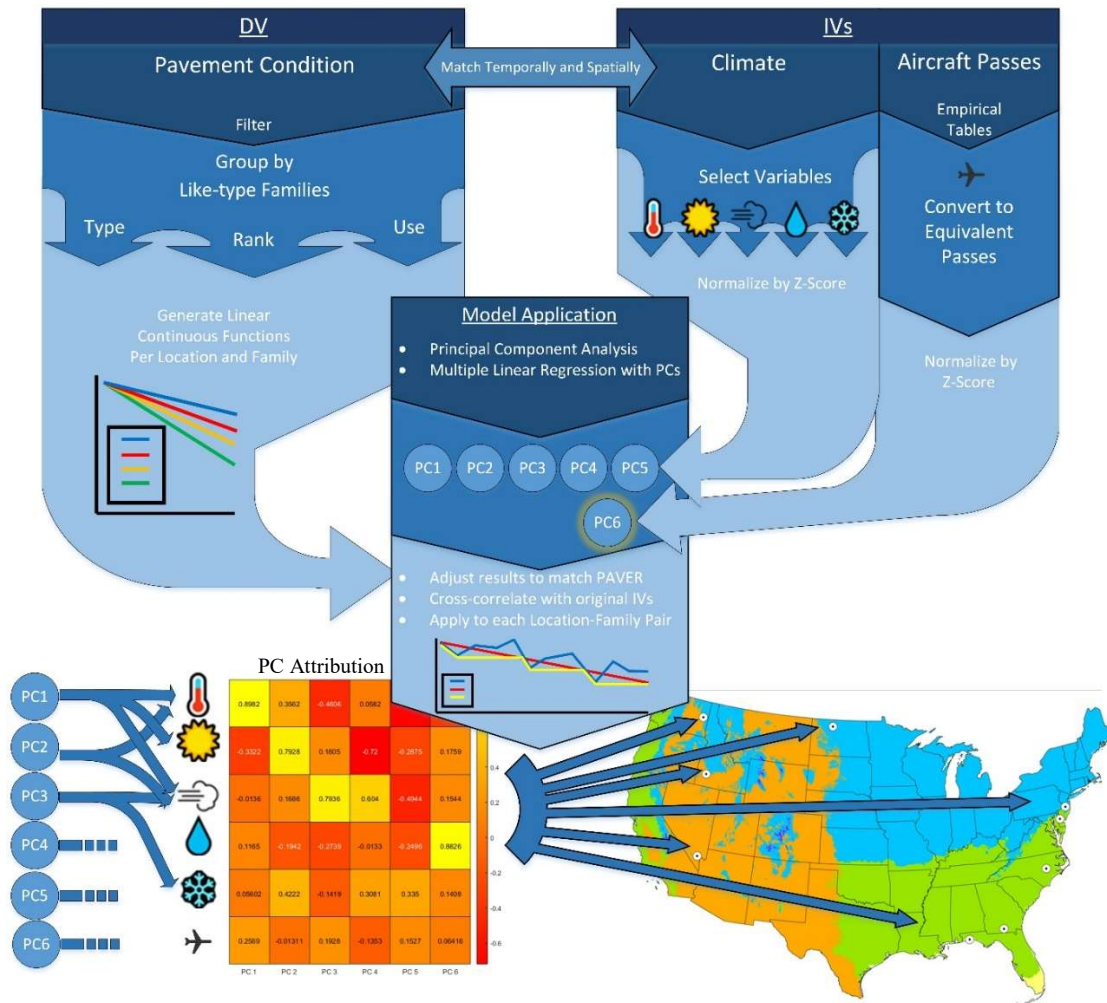 DV
IVs
Pavement Condition
Match Temporally and Spatially
Climate
Aircraft Passes
Filter
Empirical
Tables
Group by
Like-type Families
Select Variables
Type
Rank
Use
Convert to
Equivalent
Passes
Normalize by Z-Score
Generate Linear
Continuous Functions
Per Location and Family
Model Application
• Principal Component Analysis
• Multiple Linear Regression with PCs
Normalize by
Z-Score
PC1 PC2 PC3 PC4 PC5
PC6
• Adjust results to match PAVER
• Cross-correlate with original IVs
• Apply to each Location-Family Pair
PC Attribution
PC1
PC2
PC3
PC4
PC5
PC6
0.8982 0.3562 -0.4606 0.0582
-0.3322 0.7928 0.1605 -0.72 -0.2875 0.1759
-0.0136 0.1666 0.7936 0.604 -0.4044 0.1544
0.1165 -0.1942 -0.2739 -0.0133 -0.2496 0.8826
0.05602 0.4222 -0.1419 0.3081 0.335 0.1406
0.2569 -0.01311 0.1928 -0.1353 0.1527 0.06416
PC 1 PC 2 PC 3 PC 4 PC 5 PC 6
0.4
0.2
0
-0.2
-0.4
-0.6